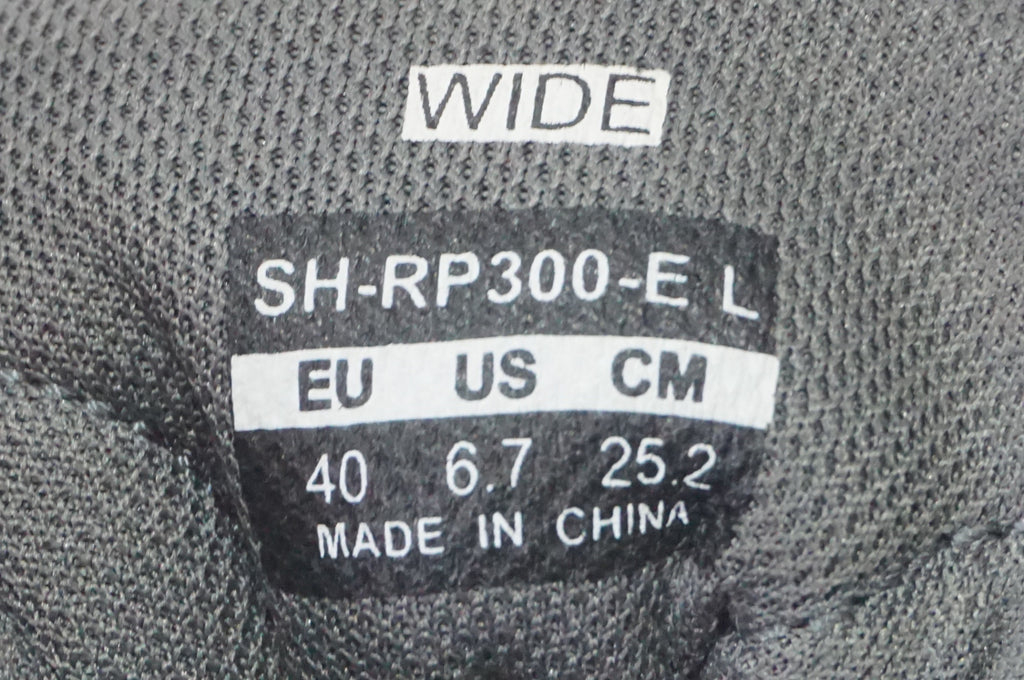 WIDE
SH-RP300-E L
EU US CM
40 6.7 25.2
MADE IN CHINA